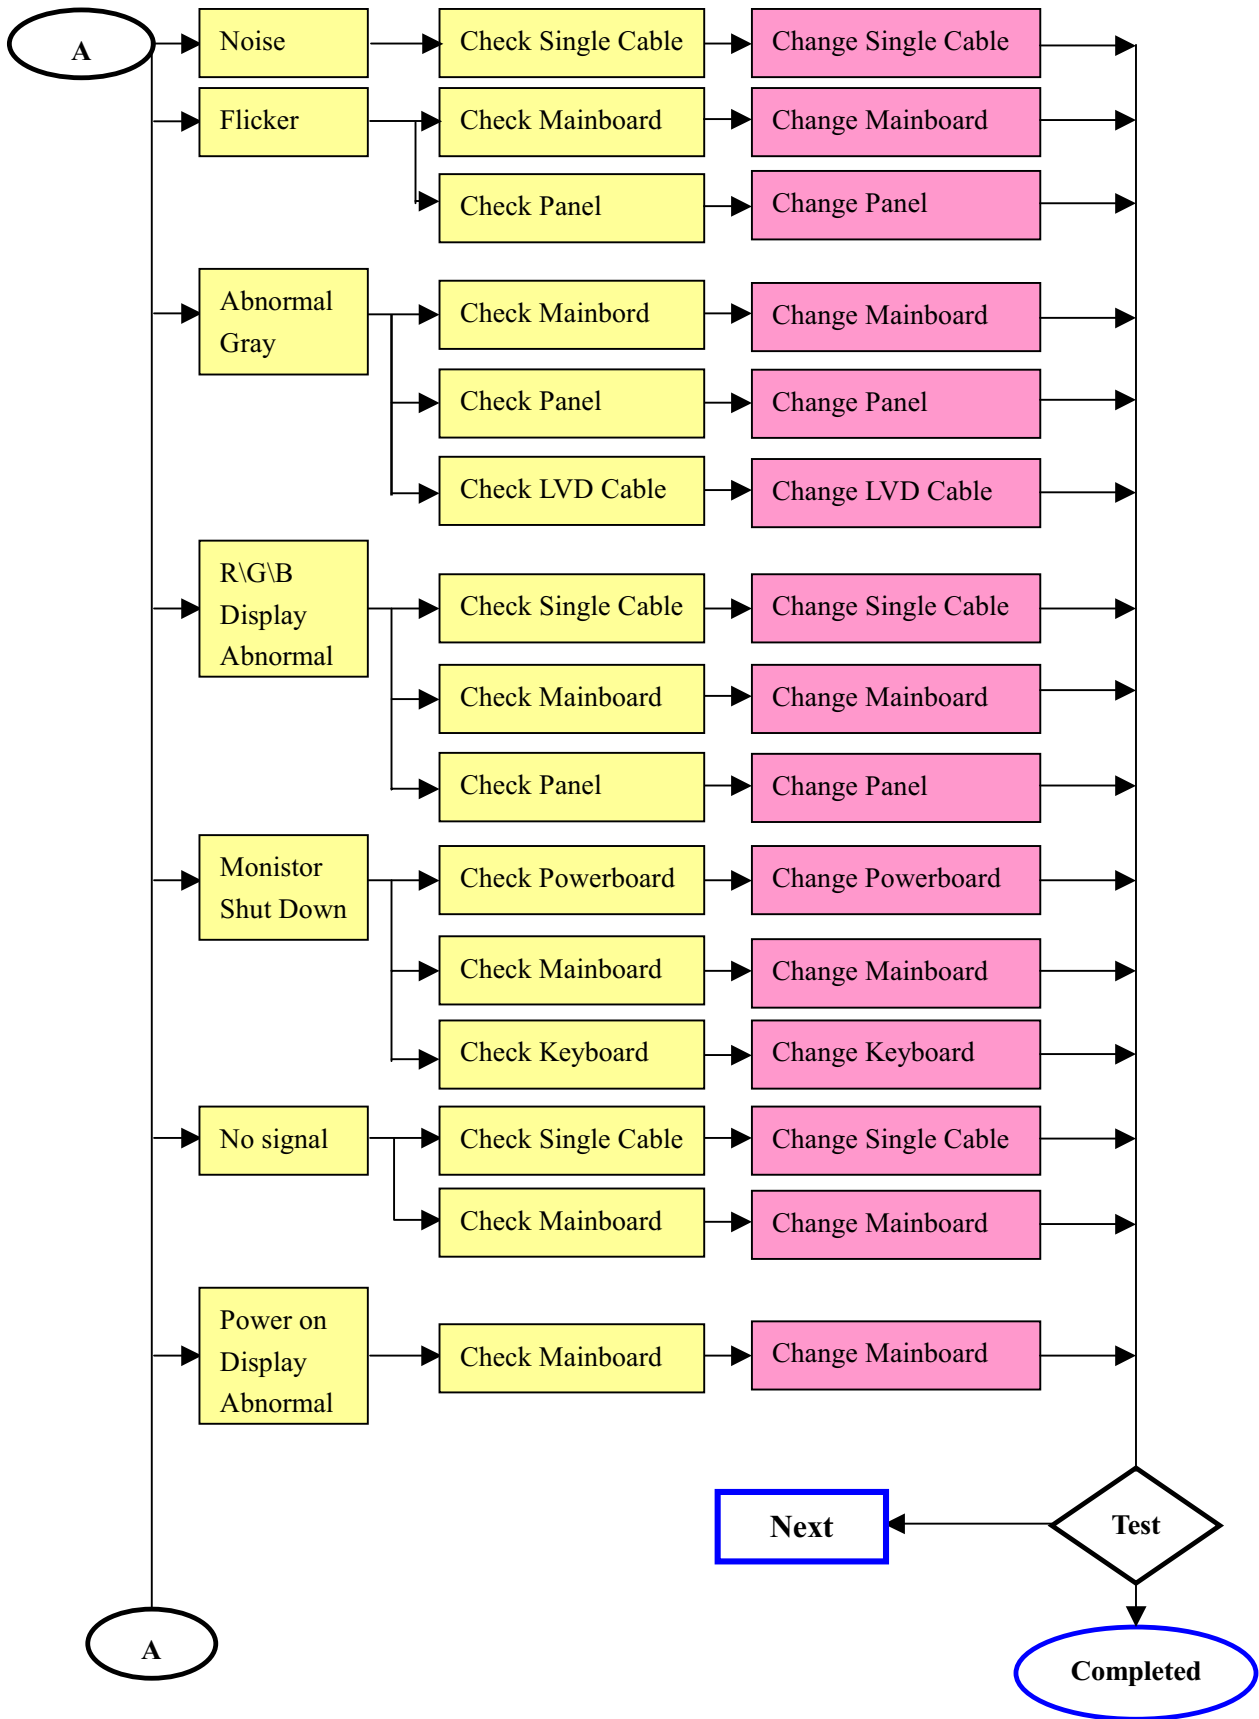 A
Noise
Check Single Cable
Change Single Cable
Flicker
Check Mainboard
Change Mainboard
Check Panel
Change Panel
Abnormal
Gray
Check Mainbord
Change Mainboard
Check Panel
Change Panel
Check LVD Cable
Change LVD Cable
R\G\B
Display
Abnormal
Check Single Cable
Change Single Cable
Check Mainboard
Change Mainboard
Check Panel
Change Panel
Monistor
Shut Down
Check Powerboard
Change Powerboard
Check Mainboard
Change Mainboard
Check Keyboard
Change Keyboard
No signal
Check Single Cable
Change Single Cable
Check Mainboard
Change Mainboard
Power on
Display
Abnormal
Check Mainboard
Change Mainboard
Next
Test
A
Completed